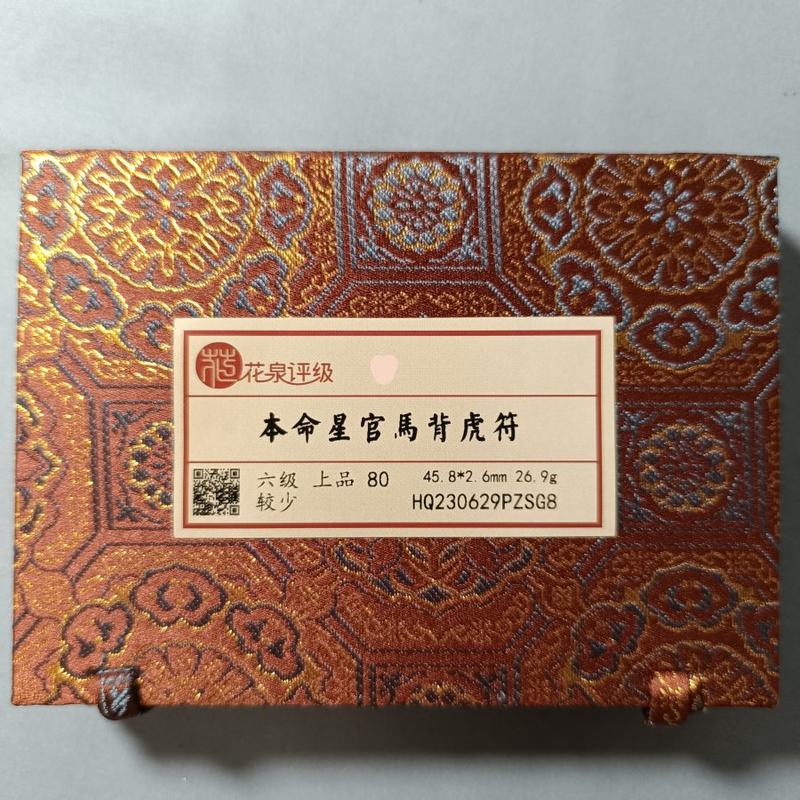 花泉评级
本命星官馬背虎符
六级 上品 80 45.8*2.6mm 26.9g
较少 HQ230629PZSG8